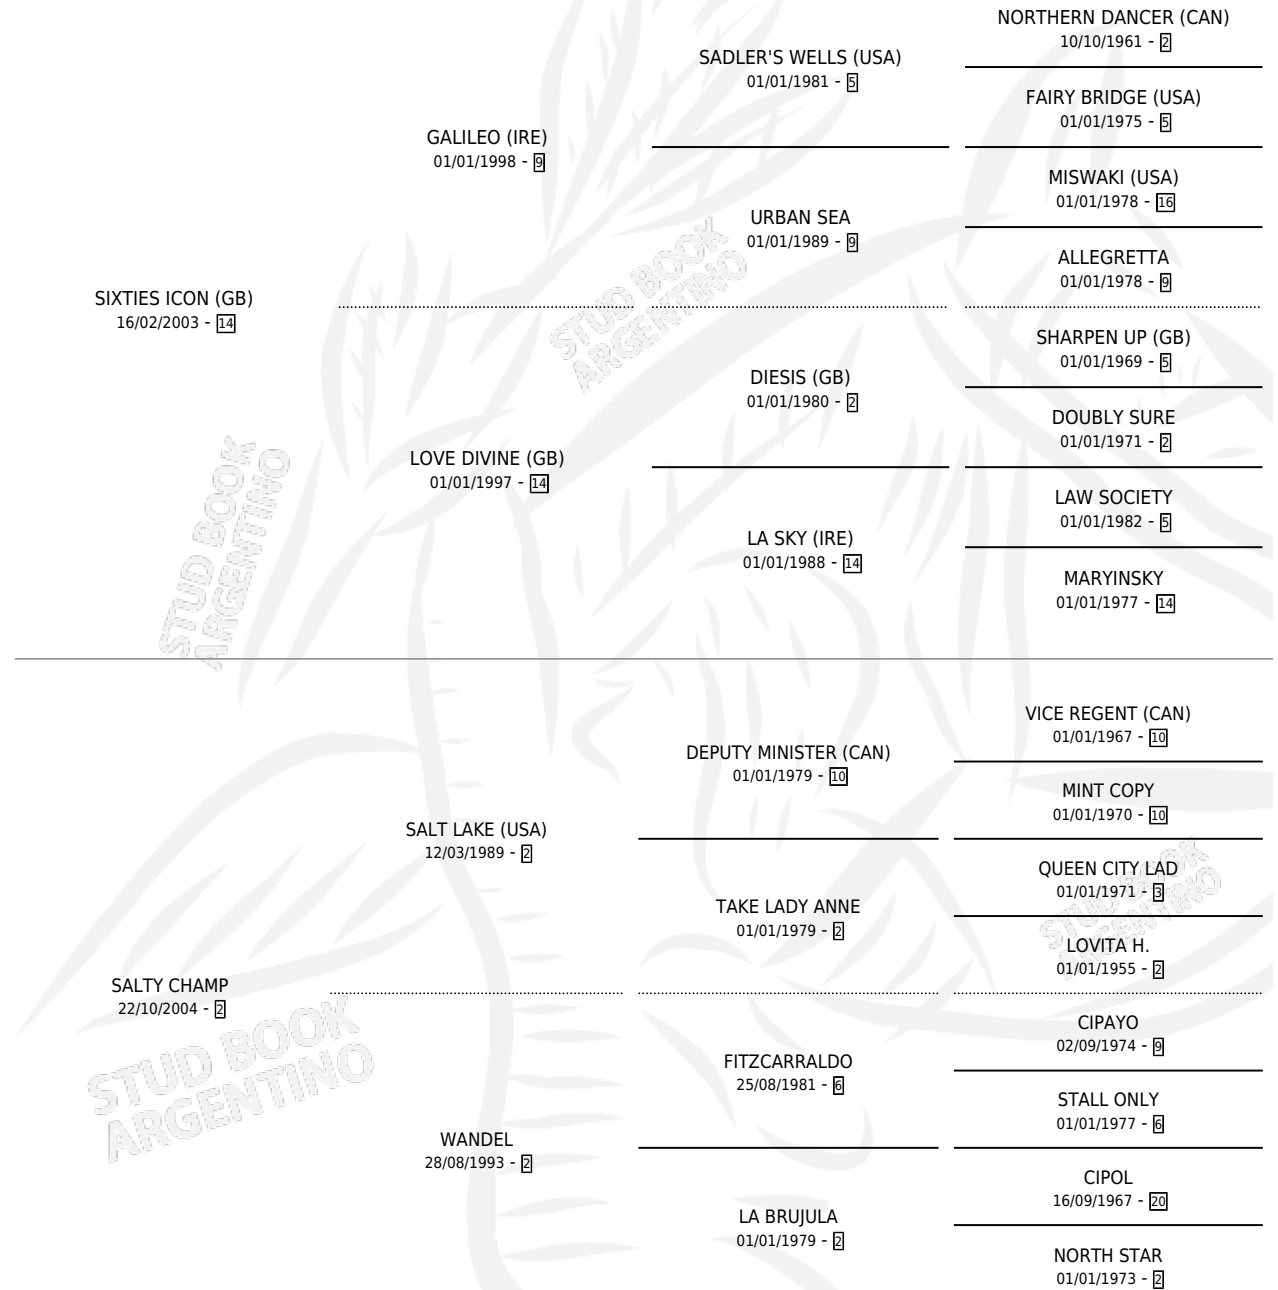 NORTHERN DANCER (CAN)
10/10/1961 - 2
SADLER'S WELLS (USA)
01/01/1981 - 5
FAIRY BRIDGE (USA)
01/01/1975 - 5
GALILEO (IRE)
01/01/1998 - 9
MISWAKI (USA)
01/01/1978 - 16
URBAN SEA
01/01/1989 - 9
ALLEGRETTA
01/01/1978 - 9
SIXTIES ICON (GB)
16/02/2003 - 14
STUD BOOK
ARGENTINO
SHARPEN UP (GB)
01/01/1969 - 5
DIESIS (GB)
01/01/1980 - 2
DOUBLY SURE
01/01/1971 - 2
LOVE DIVINE (GB)
01/01/1997 - 14
LAW SOCIETY
01/01/1982 - 5
LA SKY (IRE)
01/01/1988 - 14
MARYINSKY
01/01/1977 - 14
STUD BOOK
ARGENTINO
VICE REGENT (CAN)
01/01/1967 - 10
DEPUTY MINISTER (CAN)
01/01/1979 - 10
MINT COPY
01/01/1970 - 10
SALT LAKE (USA)
12/03/1989 - 2
QUEEN CITY LAD
01/01/1971 - 3
TAKE LADY ANNE
01/01/1979 - 2
LOVITA H.
01/01/1955 - 2
STUD BOOK
ARGENTINO
SALTY CHAMP
22/10/2004 - 2
CIPAYO
02/09/1974 - 9
FITZCARRALDO
25/08/1981 - 6
STALL ONLY
01/01/1977 - 6
STUD BOOK
ARGENTINO
WANDEL
28/08/1993 - 2
CIPOL
16/09/1967 - 20
LA BRUJULA
01/01/1979 - 2
NORTH STAR
01/01/1973 - 2